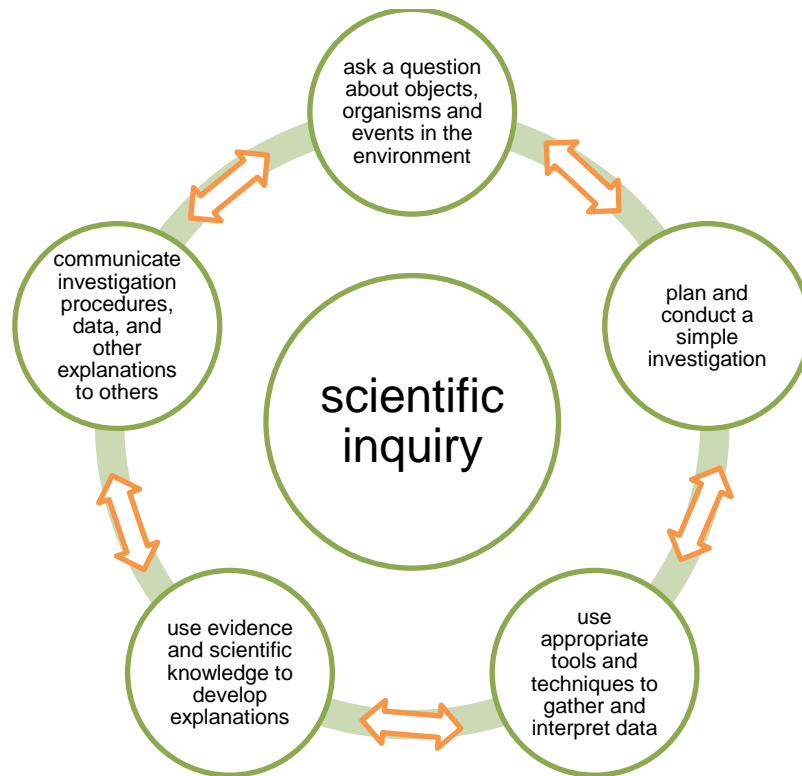 ask a question
about objects,
organisms and
events in the
environment
plan and
conduct a
simple
investigation
use
appropriate
tools and
techniques to
gather and
interpret data
use evidence
and scientific
knowledge to
develop
explanations
communicate
investigation
procedures,
data, and
other
explanations
to others
scientific
inquiry